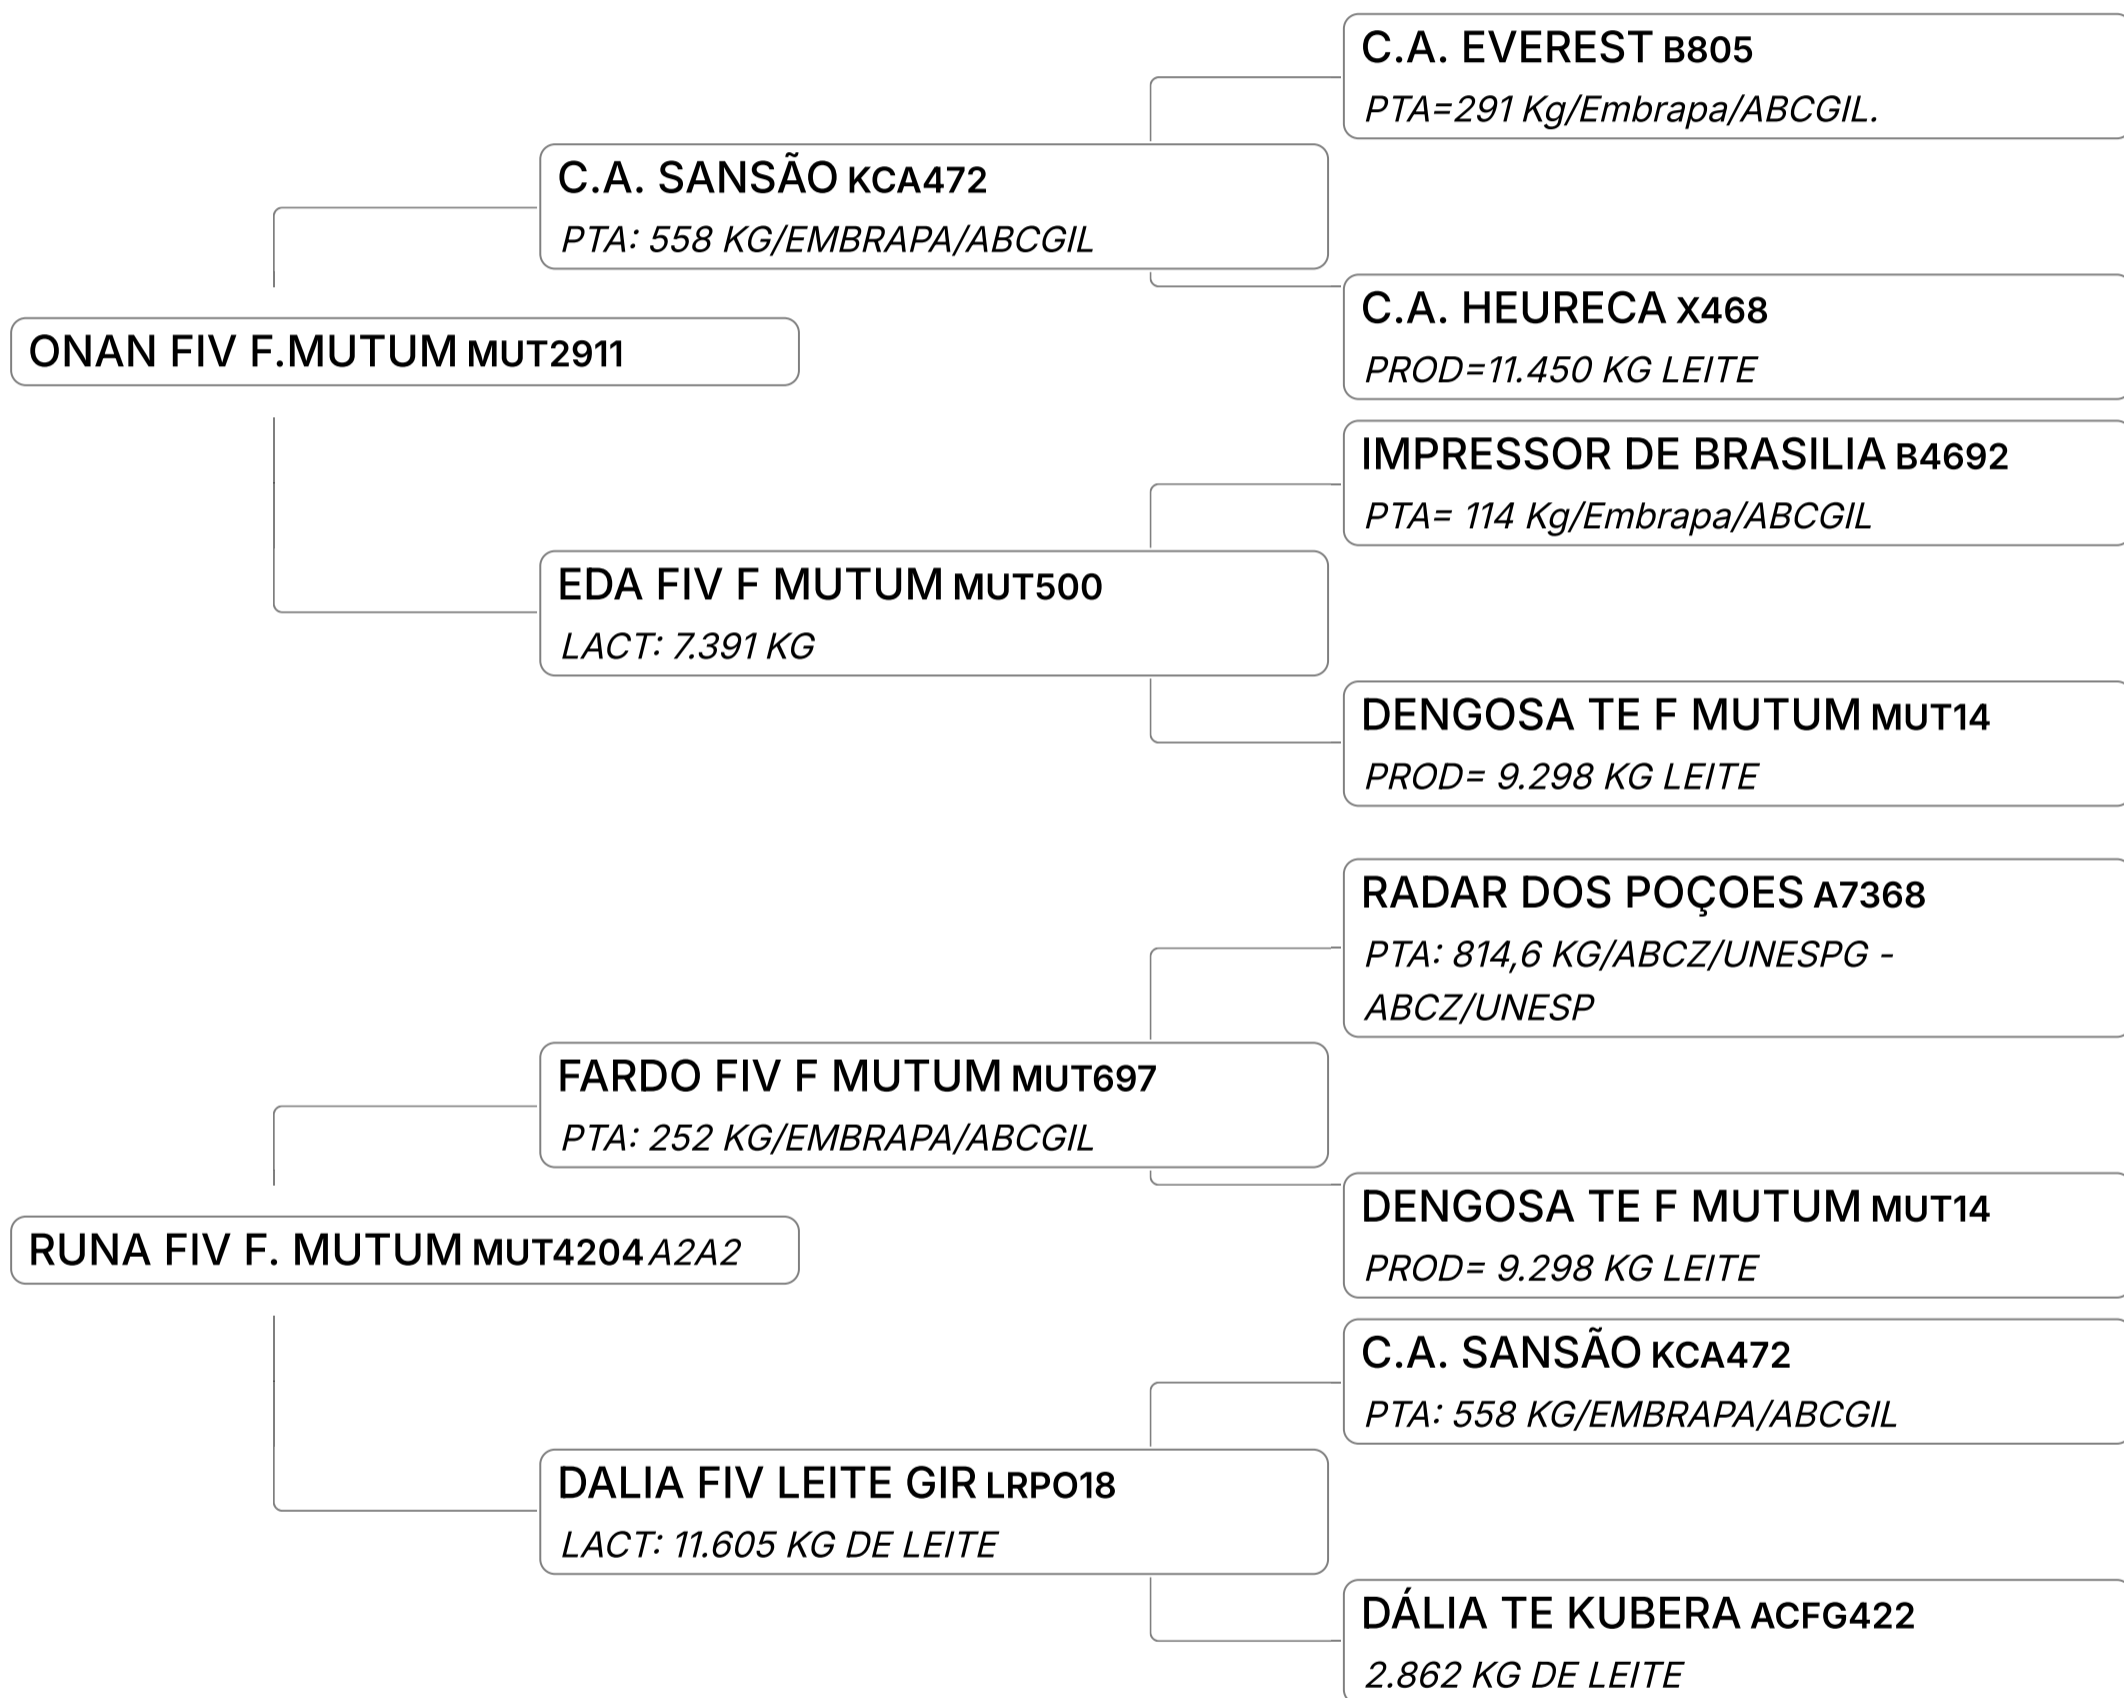 C.A. EVEREST B805
PTA=291 Kg/Embrapa/ABCGIL.
C.A. SANSÃO KCA472
PTA: 558 KG/EMBRAPA/ABCGIL
C.A. HEURECA X468
PROD=11.450 KG LEITE
ONAN FIV F.MUTUM MUT2911
IMPRESSOR DE BRASILIA B4692
PTA= 114 Kg/Embrapa/ABCGIL
EDA FIV F MUTUM MUT500
LACT: 7.391 KG
DENGOSA TE F MUTUM MUT14
PROD= 9.298 KG LEITE
RADAR DOS POÇOES A7368
PTA: 814,6 KG/ABCZ/UNESPG -
ABCZ/UNESP
FARDO FIV F MUTUM MUT697
PTA: 252 KG/EMBRAPA/ABCGIL
DENGOSA TE F MUTUM MUT14
PROD= 9.298 KG LEITE
RUNA FIV F. MUTUM MUT4204 A2A2
C.A. SANSÃO KCA472
PTA: 558 KG/EMBRAPA/ABCGIL
DALIA FIV LEITE GIR LRPO18
LACT: 11.605 KG DE LEITE
DÁLIA TE KUBERA ACFG422
2.862 KG DE LEITE